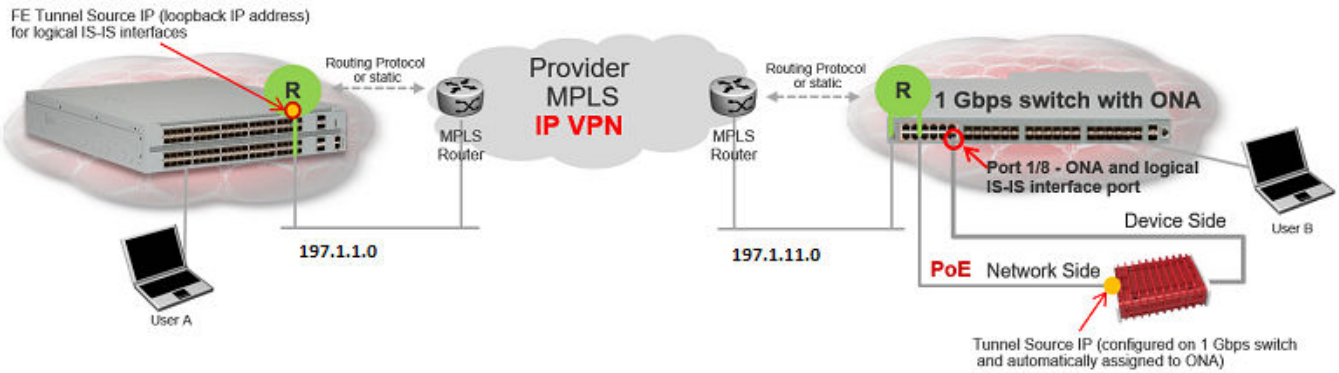 FE Tunnel Source IP (loopback IP address)
for logical IS-IS interfaces
R
Routing Protocol
or static
MPLS
Router
Provider
MPLS
IP VPN
Routing Protocol
or static
MPLS
Router
R
1 Gbps switch with ONA
Port 1/8 - ONA and logical
IS-IS interface port
User B
Device Side
197.1.1.0
197.1.11.0
PoE Network Side
User A
Tunnel Source IP (configured on 1 Gbps switch
and automatically assigned to ONA)